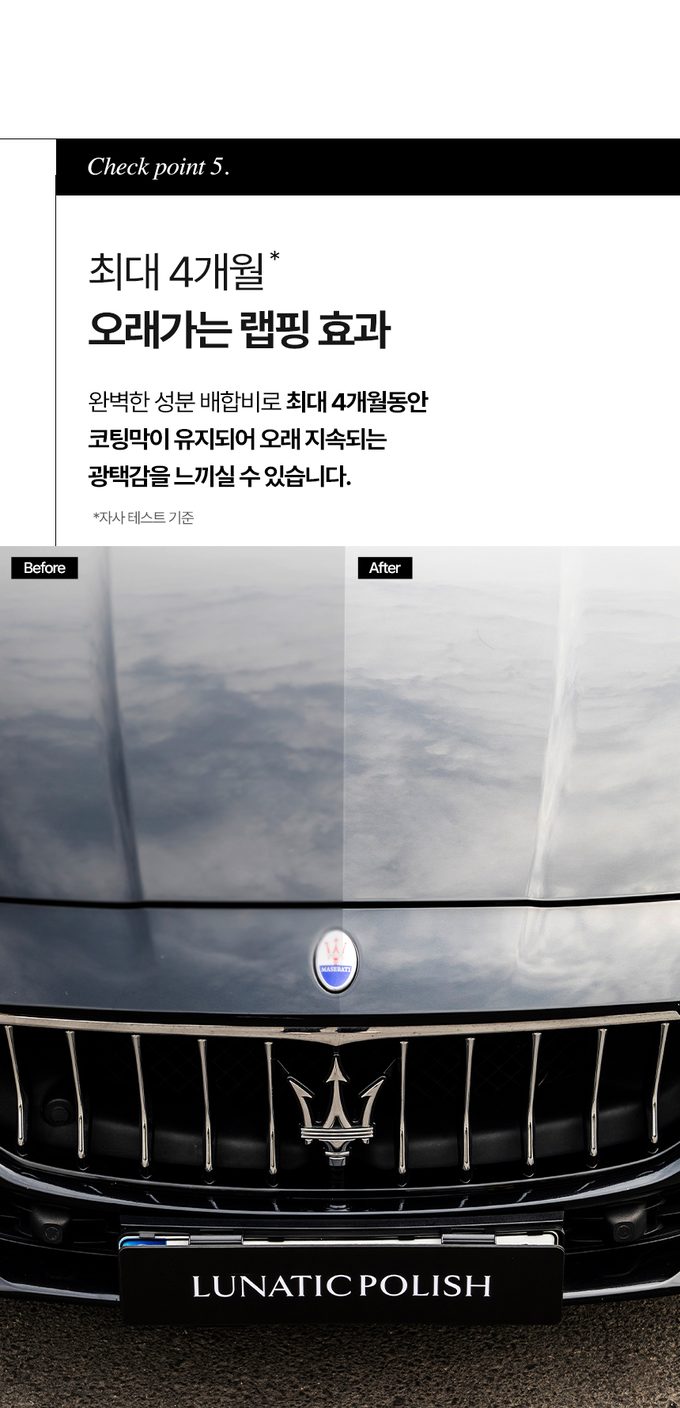 Check point 5.
최대 4개월*
오래가는 랩핑 효과
완벽한 성분 배합비로 최대 4개월동안
코팅막이 유지되어 오래 지속되는
광택감을 느끼실 수 있습니다.
*자사 테스트 기준
Before
After
MASERATI
LUNATIC POLISH